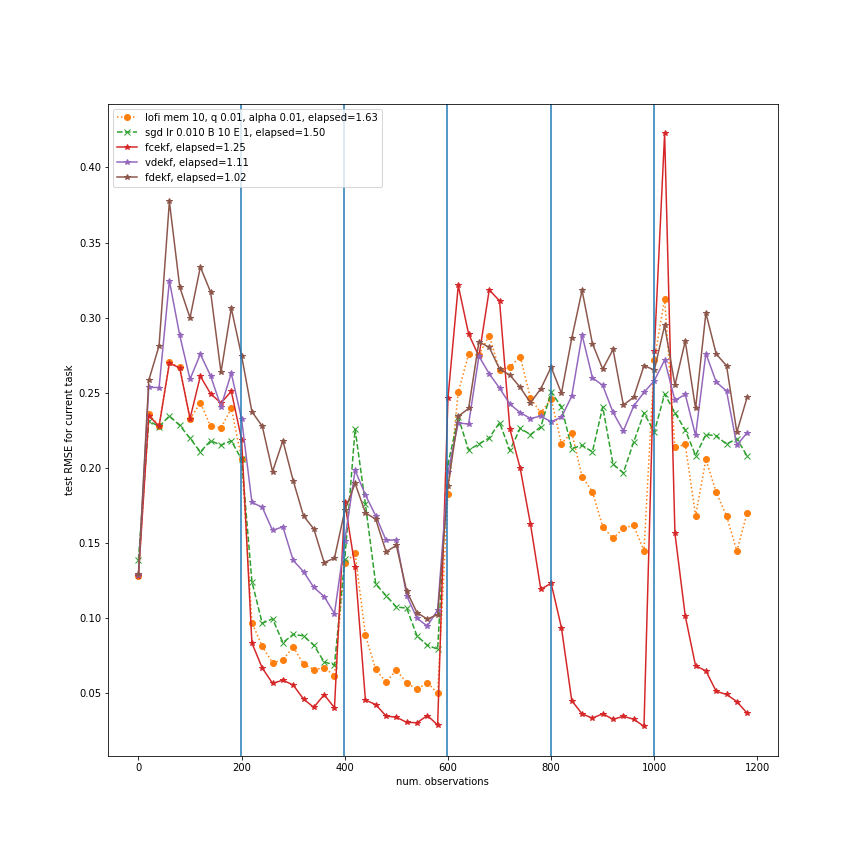 lofi mem 10, q 0.01, alpha 0.01, elapsed=1.63
sgd lr 0.010 B 10 E 1, elapsed=1.50
fcekf, elapsed=1.25
vdekf, elapsed=1.11
fdekf, elapsed=1.02
test RMSE for current task
0.40
0.35
0.30
0.25
0.20
0.15
0.10
0.05
0 200 400 600 800 1000 1200
num. observations